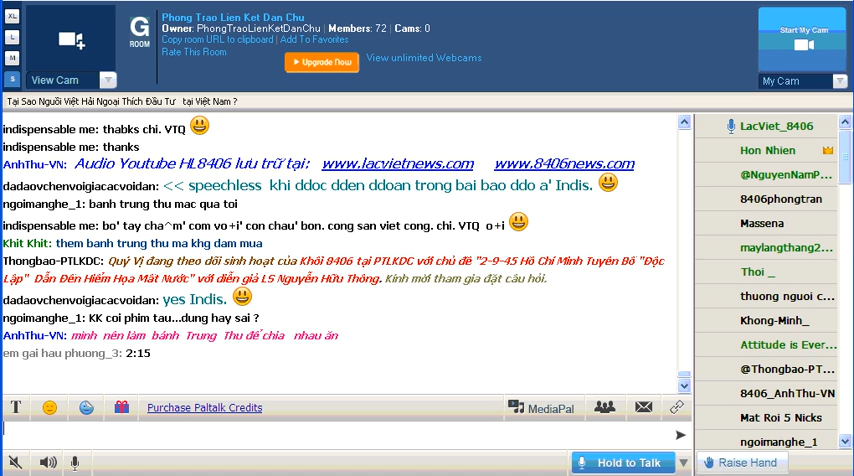 XL
L
M
S
View Cam
G
ROOM
Phong Trao Lien Ket Dan Chu
Owner: PhongTraoLienKetDanChu | Members: 72 | Cams: 0
Copy room URL to clipboard | Add To Favorites
Rate This Room
Upgrade Now
View unlimited Webcams
Start My Cam
My Cam
Tại Sao Người Việt Hải Ngoại Thích Đầu Tư tại Việt Nam ?
indispensable me: thabks chi. VTQ
indispensable me: thanks
AnhThu-VN: Audio Youtube HL8406 lưu trữ tại: www.lacvietnews.com www.8406news.com
dadaovchenvoigiacacvoidan: << speechless khi ddoc dden ddoan trong bai bao ddo a' Indis.
ngoimanghe_1: banh trung thu mac qua toi
indispensable me: bo' tay cha^m' com vo+i' con chau' bon. cong san viet cong. chi. VTQ o+i
Khit Khit: them banh trung thu ma khg dam mua
Thongbao-PTLKDC: Quý Vị đang theo dõi sinh hoạt của Khối 8406 tại PTLKDC với chủ đề "2-9-45 Hồ Chí Minh Tuyên Bố "Độc
Lập" Dẫn Đến Hiểm Họa Mất Nước" với diễn giả LS Nguyễn Hữu Thống. Kính mời tham gia đặt câu hỏi.
dadaovchenvoigiacacvoidan: yes Indis.
ngoimanghe_1: KK coi phim tau...dung hay sai ?
AnhThu-VN: mình nên làm bánh Trung Thu để chia nhau ăn
em gai hau phuong_3: 2:15
LacViet_8406
Hon Nhien
@NguyenNamP...
8406phongtran
Massena
maylangthang2...
Thoi _
thuong nguoi c...
Khong-Minh_
Attitude is Ever...
@Thongbao-PT...
8406_AnhThu-VN
Mat Roi 5 Nicks
ngoimanghe_1
T
Purchase Paltalk Credits
MediaPal
Hold to Talk
Raise Hand